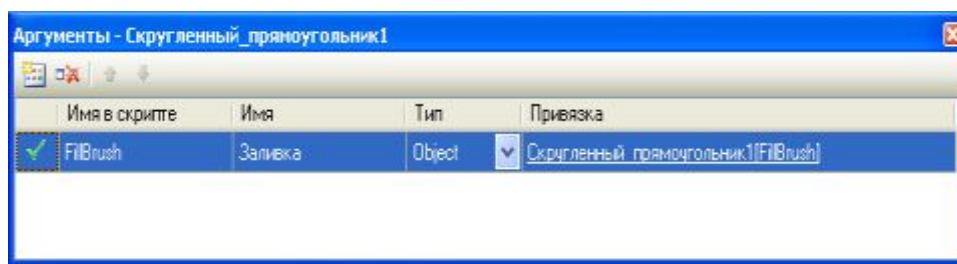 Аргументы - Скругленный_прямоугольник1
Имя в скрипте Имя Тип Привязка
FillBrush Заливка Object Скругленный_прямоугольник1[FillBrush]